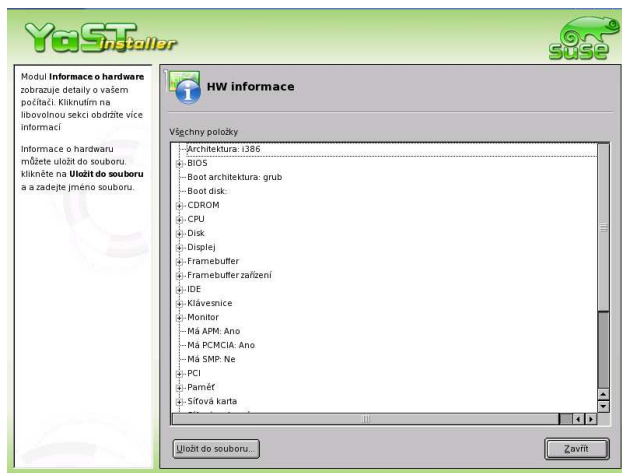 YaST
installer
SUSE
Modul Informace o hardware
zobrazuje detaily o vašem
počítači. Kliknutím na
libovolnou sekci obdržíte více
informací
Informace o hardwaru
můžete uložit do souboru.
klikněte na Uložit do souboru
a a zadejte jméno souboru.
HW informace
Všechny položky
Architektura: i386
BIOS
Boot architektura: grub
Boot disk:
CDROM
CPU
Disk
Displej
Framebuffer
Framebuffer zařízení
IDE
Klávesnice
Monitor
Má APM: Ano
Má PCMCIA: Ano
Má SMP: Ne
PCI
Paměť
Síťová karta
Uložit do souboru...
Zavřít